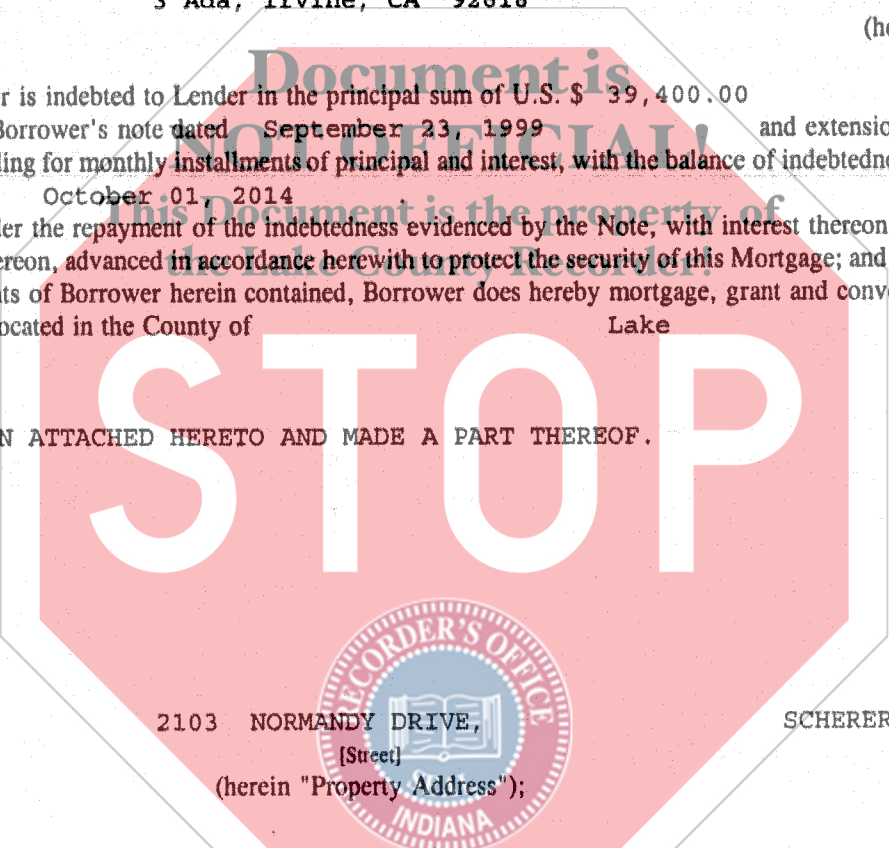 3 Ada, Irvine, CA 92618
(he
Document is
r is indebted to Lender in the principal sum of U.S. $ 39,400.00
NOT OFFICIAL!
Borrower's note dated September 23, 1999 and extensio
ling for monthly installments of principal and interest, with the balance of indebtedne
October 01, 2014 .
This Document is the property of
er the repayment of the indebtedness evidenced by the Note, with interest thereon
the Lake County Recorder!
ereon, advanced in accordance herewith to protect the security of this Mortgage; and
ts of Borrower herein contained, Borrower does hereby mortgage, grant and conv
ocated in the County of Lake
STOP
N ATTACHED HERETO AND MADE A PART THEREOF.
RECORDER'S OFFICE
2103 NORMANDY DRIVE, SCHERER
[Street]
(herein "Property Address");
INDIANA